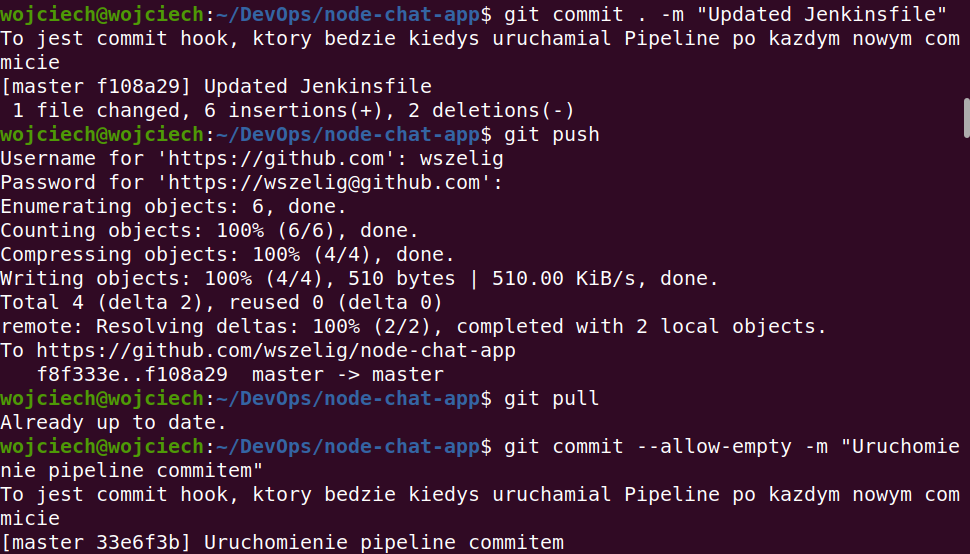 wojciech@wojciech:~/DevOps/node-chat-app$ git commit . -m "Updated Jenkinsfile"
To jest commit hook, ktory bedzie kiedys uruchamial Pipeline po kazdym nowym com
micie
[master f108a29] Updated Jenkinsfile
 1 file changed, 6 insertions(+), 2 deletions(-)
wojciech@wojciech:~/DevOps/node-chat-app$ git push
Username for 'https://github.com': wszelig
Password for 'https://wszelig@github.com':
Enumerating objects: 6, done.
Counting objects: 100% (6/6), done.
Compressing objects: 100% (4/4), done.
Writing objects: 100% (4/4), 510 bytes | 510.00 KiB/s, done.
Total 4 (delta 2), reused 0 (delta 0)
remote: Resolving deltas: 100% (2/2), completed with 2 local objects.
To https://github.com/wszelig/node-chat-app
   f8f333e..f108a29  master -> master
wojciech@wojciech:~/DevOps/node-chat-app$ git pull
Already up to date.
wojciech@wojciech:~/DevOps/node-chat-app$ git commit --allow-empty -m "Uruchomie
nie pipeline commitem"
To jest commit hook, ktory bedzie kiedys uruchamial Pipeline po kazdym nowym com
micie
[master 33e6f3b] Uruchomienie pipeline commitem